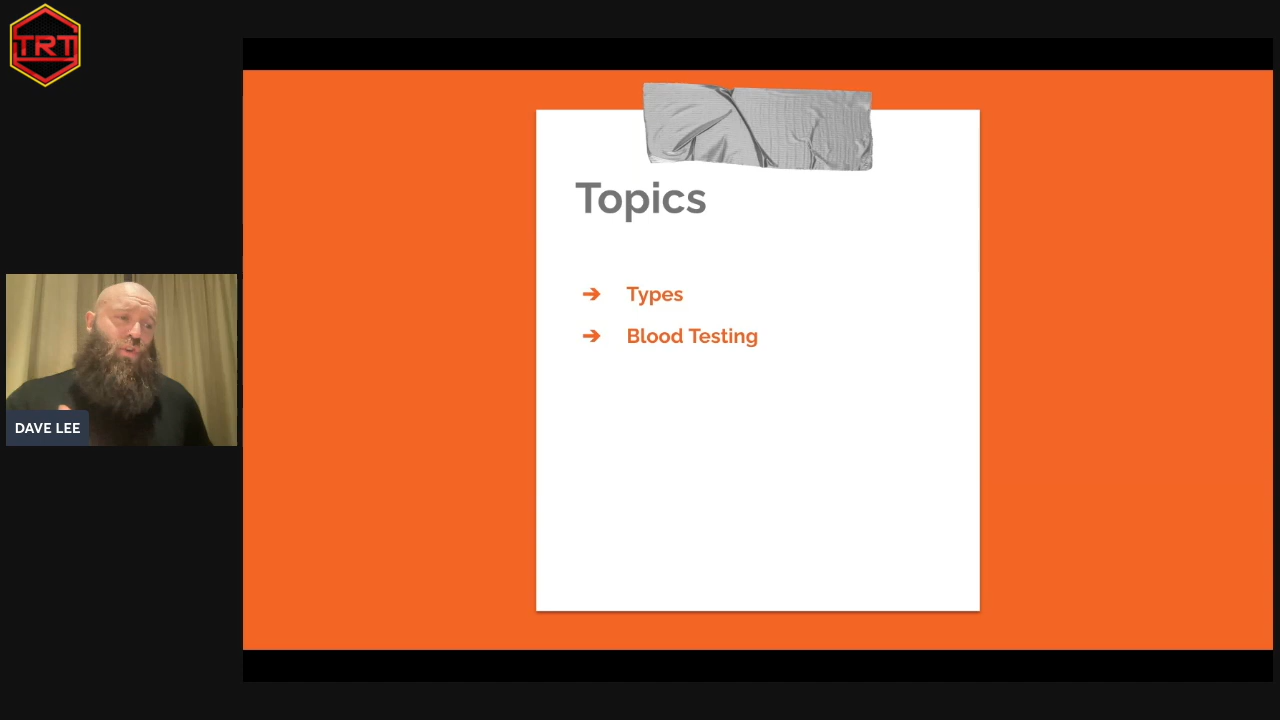 TRT
Topics
➔ Types
➔ Blood Testing
DAVE LEE